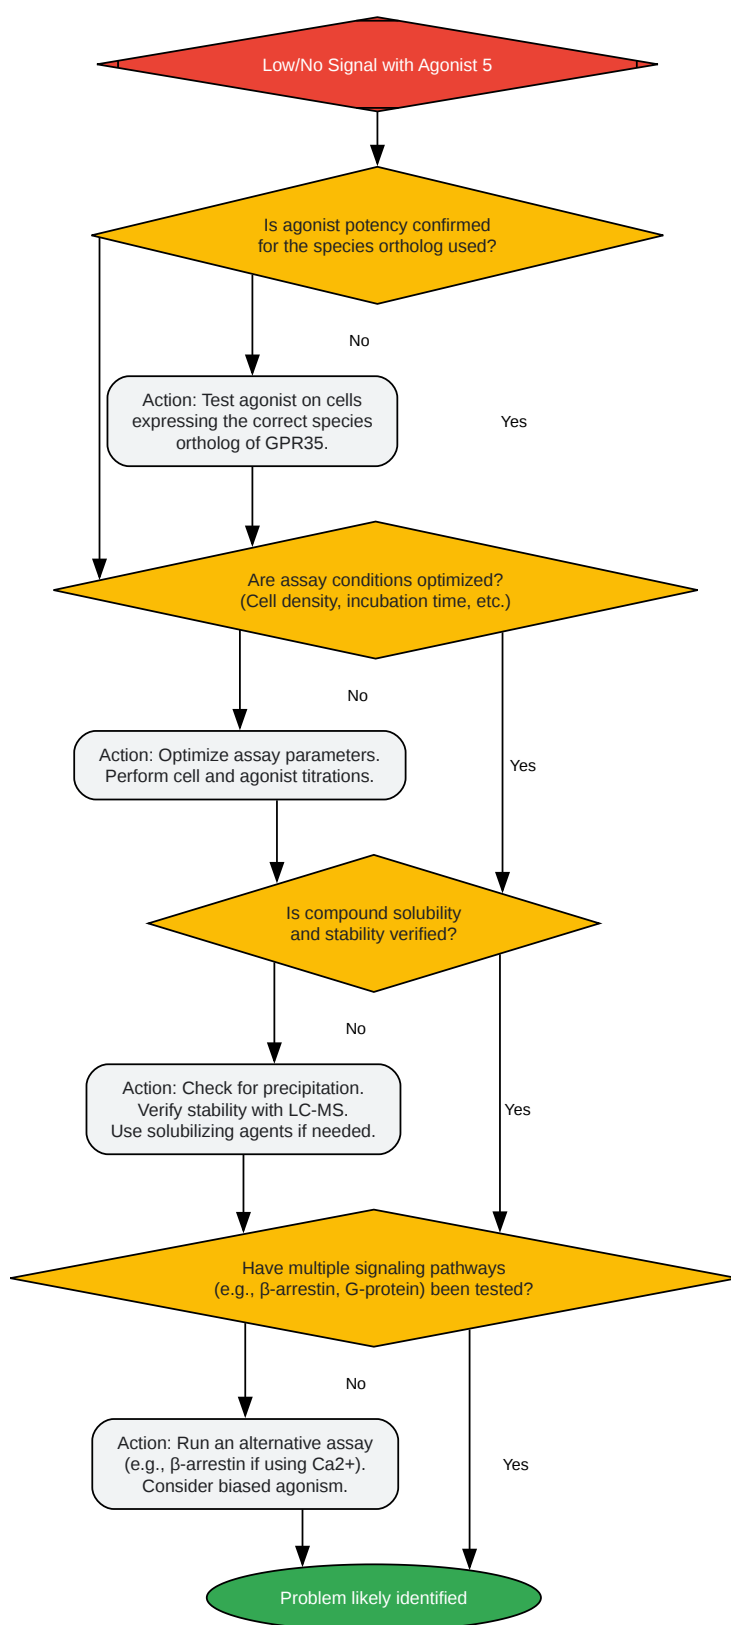 Low/No Signal with Agonist 5
Is agonist potency confirmed
for the species ortholog used?
No
Action: Test agonist on cells
expressing the correct species
ortholog of GPR35.
Yes
Are assay conditions optimized?
(Cell density, incubation time, etc.)
No
Action: Optimize assay parameters.
Perform cell and agonist titrations.
Yes
Is compound solubility
and stability verified?
No
Action: Check for precipitation.
Verify stability with LC-MS.
Use solubilizing agents if needed.
Yes
Have multiple signaling pathways
(e.g., β-arrestin, G-protein) been tested?
No
Action: Run an alternative assay
(e.g., β-arrestin if using Ca2+).
Consider biased agonism.
Yes
Problem likely identified